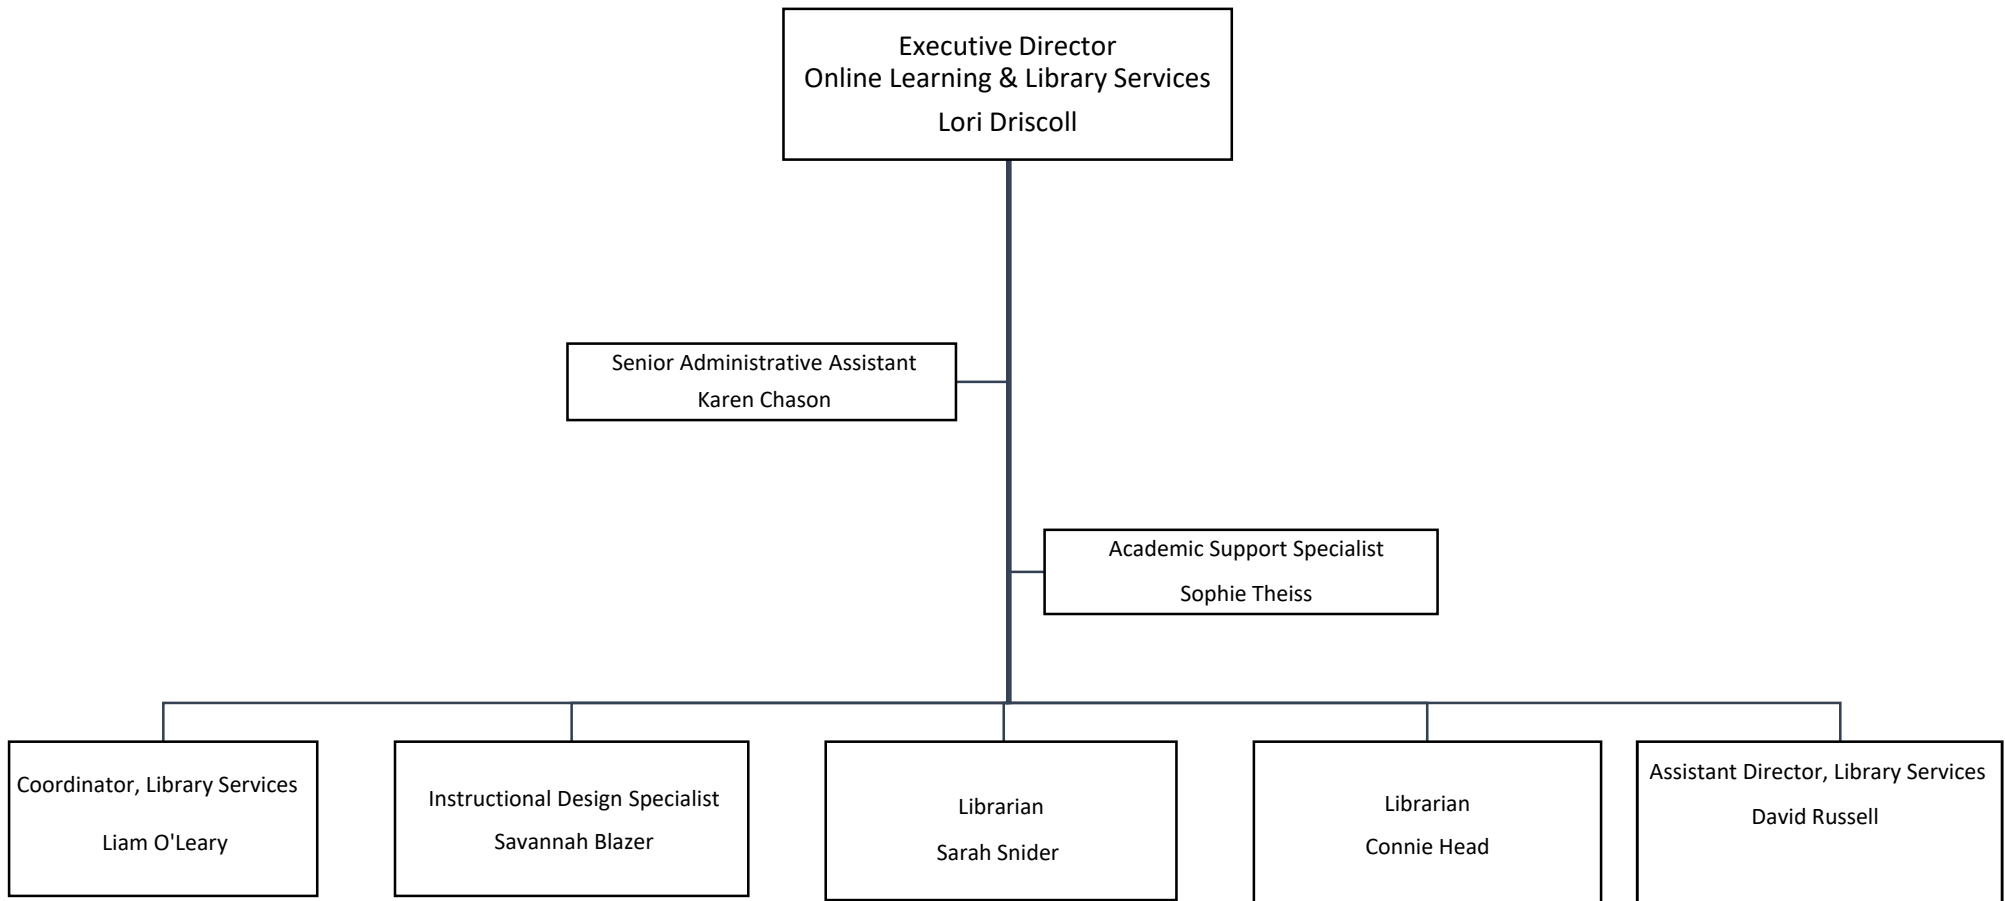 Executive Director
Online Learning & Library Services
Lori Driscoll
Senior Administrative Assistant
Karen Chason
Academic Support Specialist
Sophie Theiss
Coordinator, Library Services
Liam O'Leary
Instructional Design Specialist
Savannah Blazer
Librarian
Sarah Snider
Librarian
Connie Head
Assistant Director, Library Services
David Russell